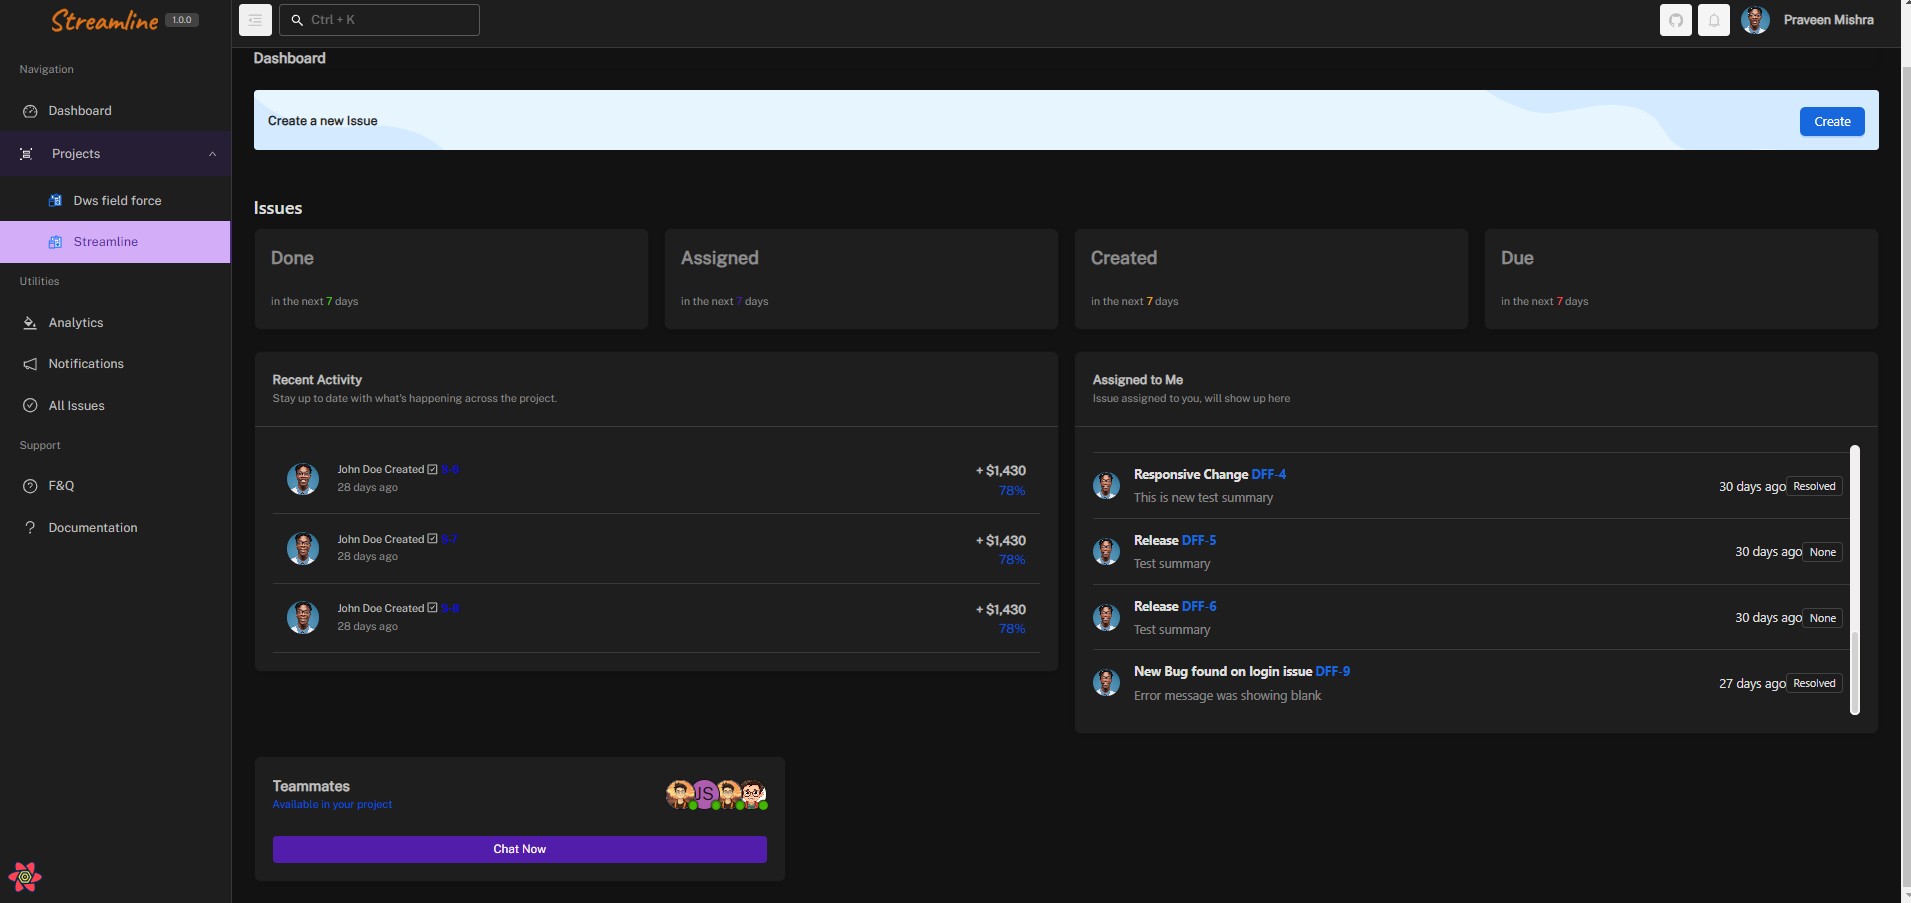 Streamline 1.0.0
Ctrl + K
Praveen Mishra
Navigation
Dashboard
Projects
Dws field force
Streamline
Utilities
Analytics
Notifications
All Issues
Support
F&Q
Documentation
Dashboard
Create a new Issue
Create
Issues
Done
in the next 7 days
Assigned
in the next 7 days
Created
in the next 7 days
Due
in the next 7 days
Recent Activity
Stay up to date with what's happening across the project.
John Doe Created
28 days ago
+ $1,430
78%
John Doe Created
28 days ago
+ $1,430
78%
John Doe Created
28 days ago
+ $1,430
78%
Assigned to Me
Issue assigned to you, will show up here
Responsive Change DFF-4
This is new test summary
30 days ago Resolved
Release DFF-5
Test summary
30 days ago None
Release DFF-6
Test summary
30 days ago None
New Bug found on login issue DFF-9
Error message was showing blank
27 days ago Resolved
Teammates
Available in your project
JS
Chat Now